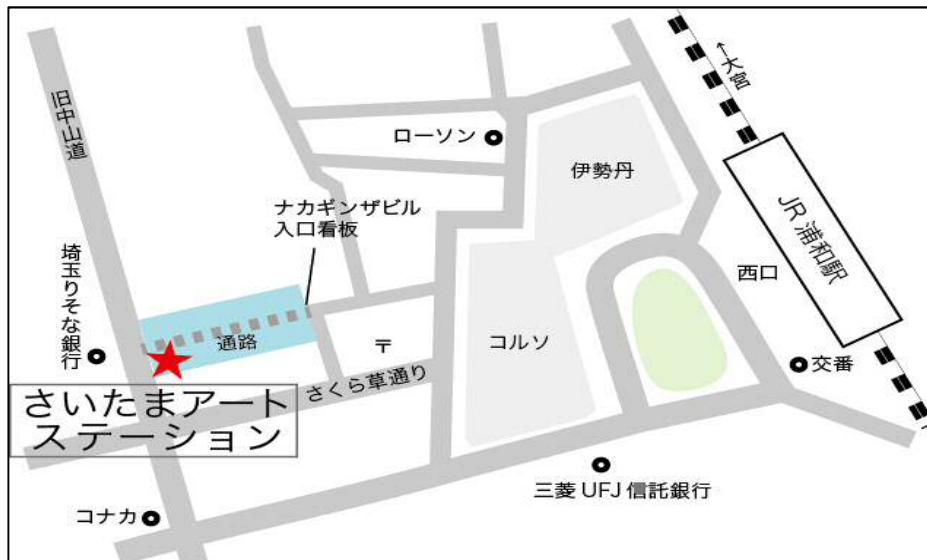 旧中山道
←大宮
ローソン
伊勢丹
JR 浦和駅
ナカギンザビル
入口看板
西口
埼玉りそな銀行
通路
〒
コルソ
交番
さくら草通り
さいたまアート
ステーション
三菱 UFJ 信託銀行
コナカ